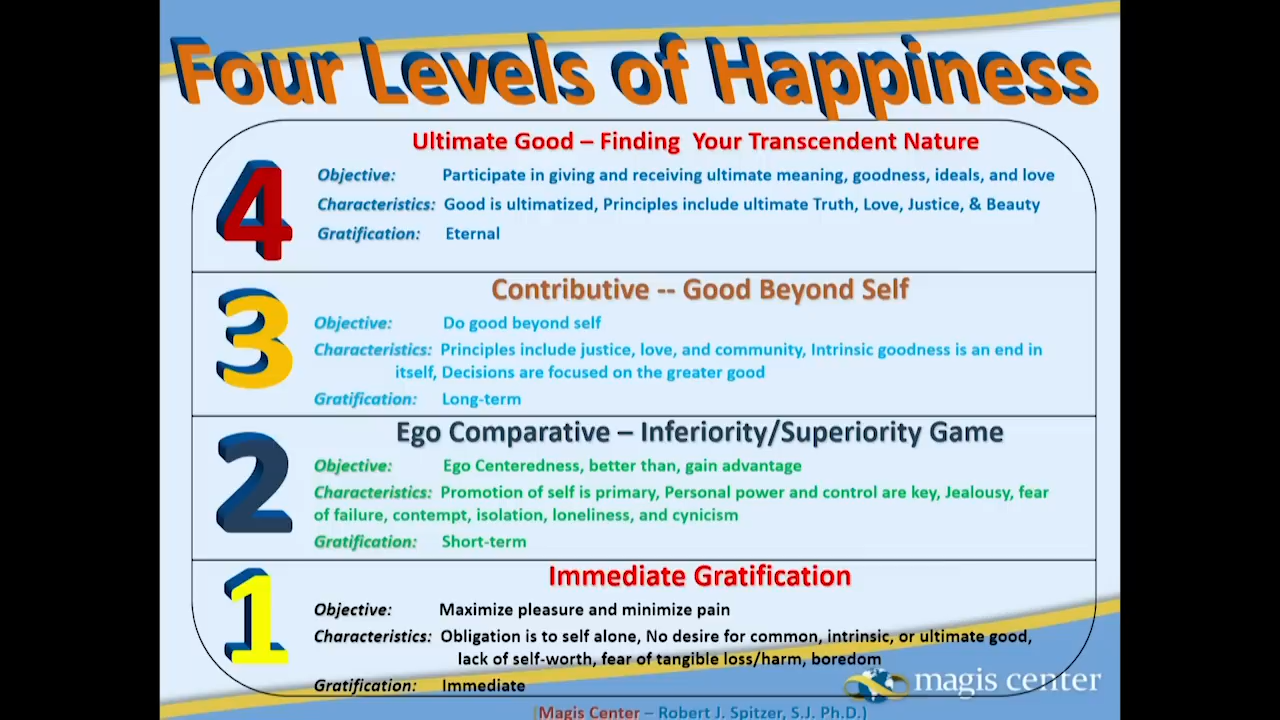 Four Levels of Happiness
Ultimate Good – Finding Your Transcendent Nature
4
Objective: Participate in giving and receiving ultimate meaning, goodness, ideals, and love
Characteristics: Good is ultimatized, Principles include ultimate Truth, Love, Justice, & Beauty
Gratification: Eternal
Contributive -- Good Beyond Self
3
Objective: Do good beyond self
Characteristics: Principles include justice, love, and community, Intrinsic goodness is an end in
itself, Decisions are focused on the greater good
Gratification: Long-term
Ego Comparative – Inferiority/Superiority Game
2
Objective: Ego Centeredness, better than, gain advantage
Characteristics: Promotion of self is primary, Personal power and control are key, Jealousy, fear
of failure, contempt, isolation, loneliness, and cynicism
Gratification: Short-term
Immediate Gratification
1
Objective: Maximize pleasure and minimize pain
Characteristics: Obligation is to self alone, No desire for common, intrinsic, or ultimate good,
lack of self-worth, fear of tangible loss/harm, boredom
Gratification: Immediate
magis center
(Magis Center – Robert J. Spitzer, S.J. Ph.D.)